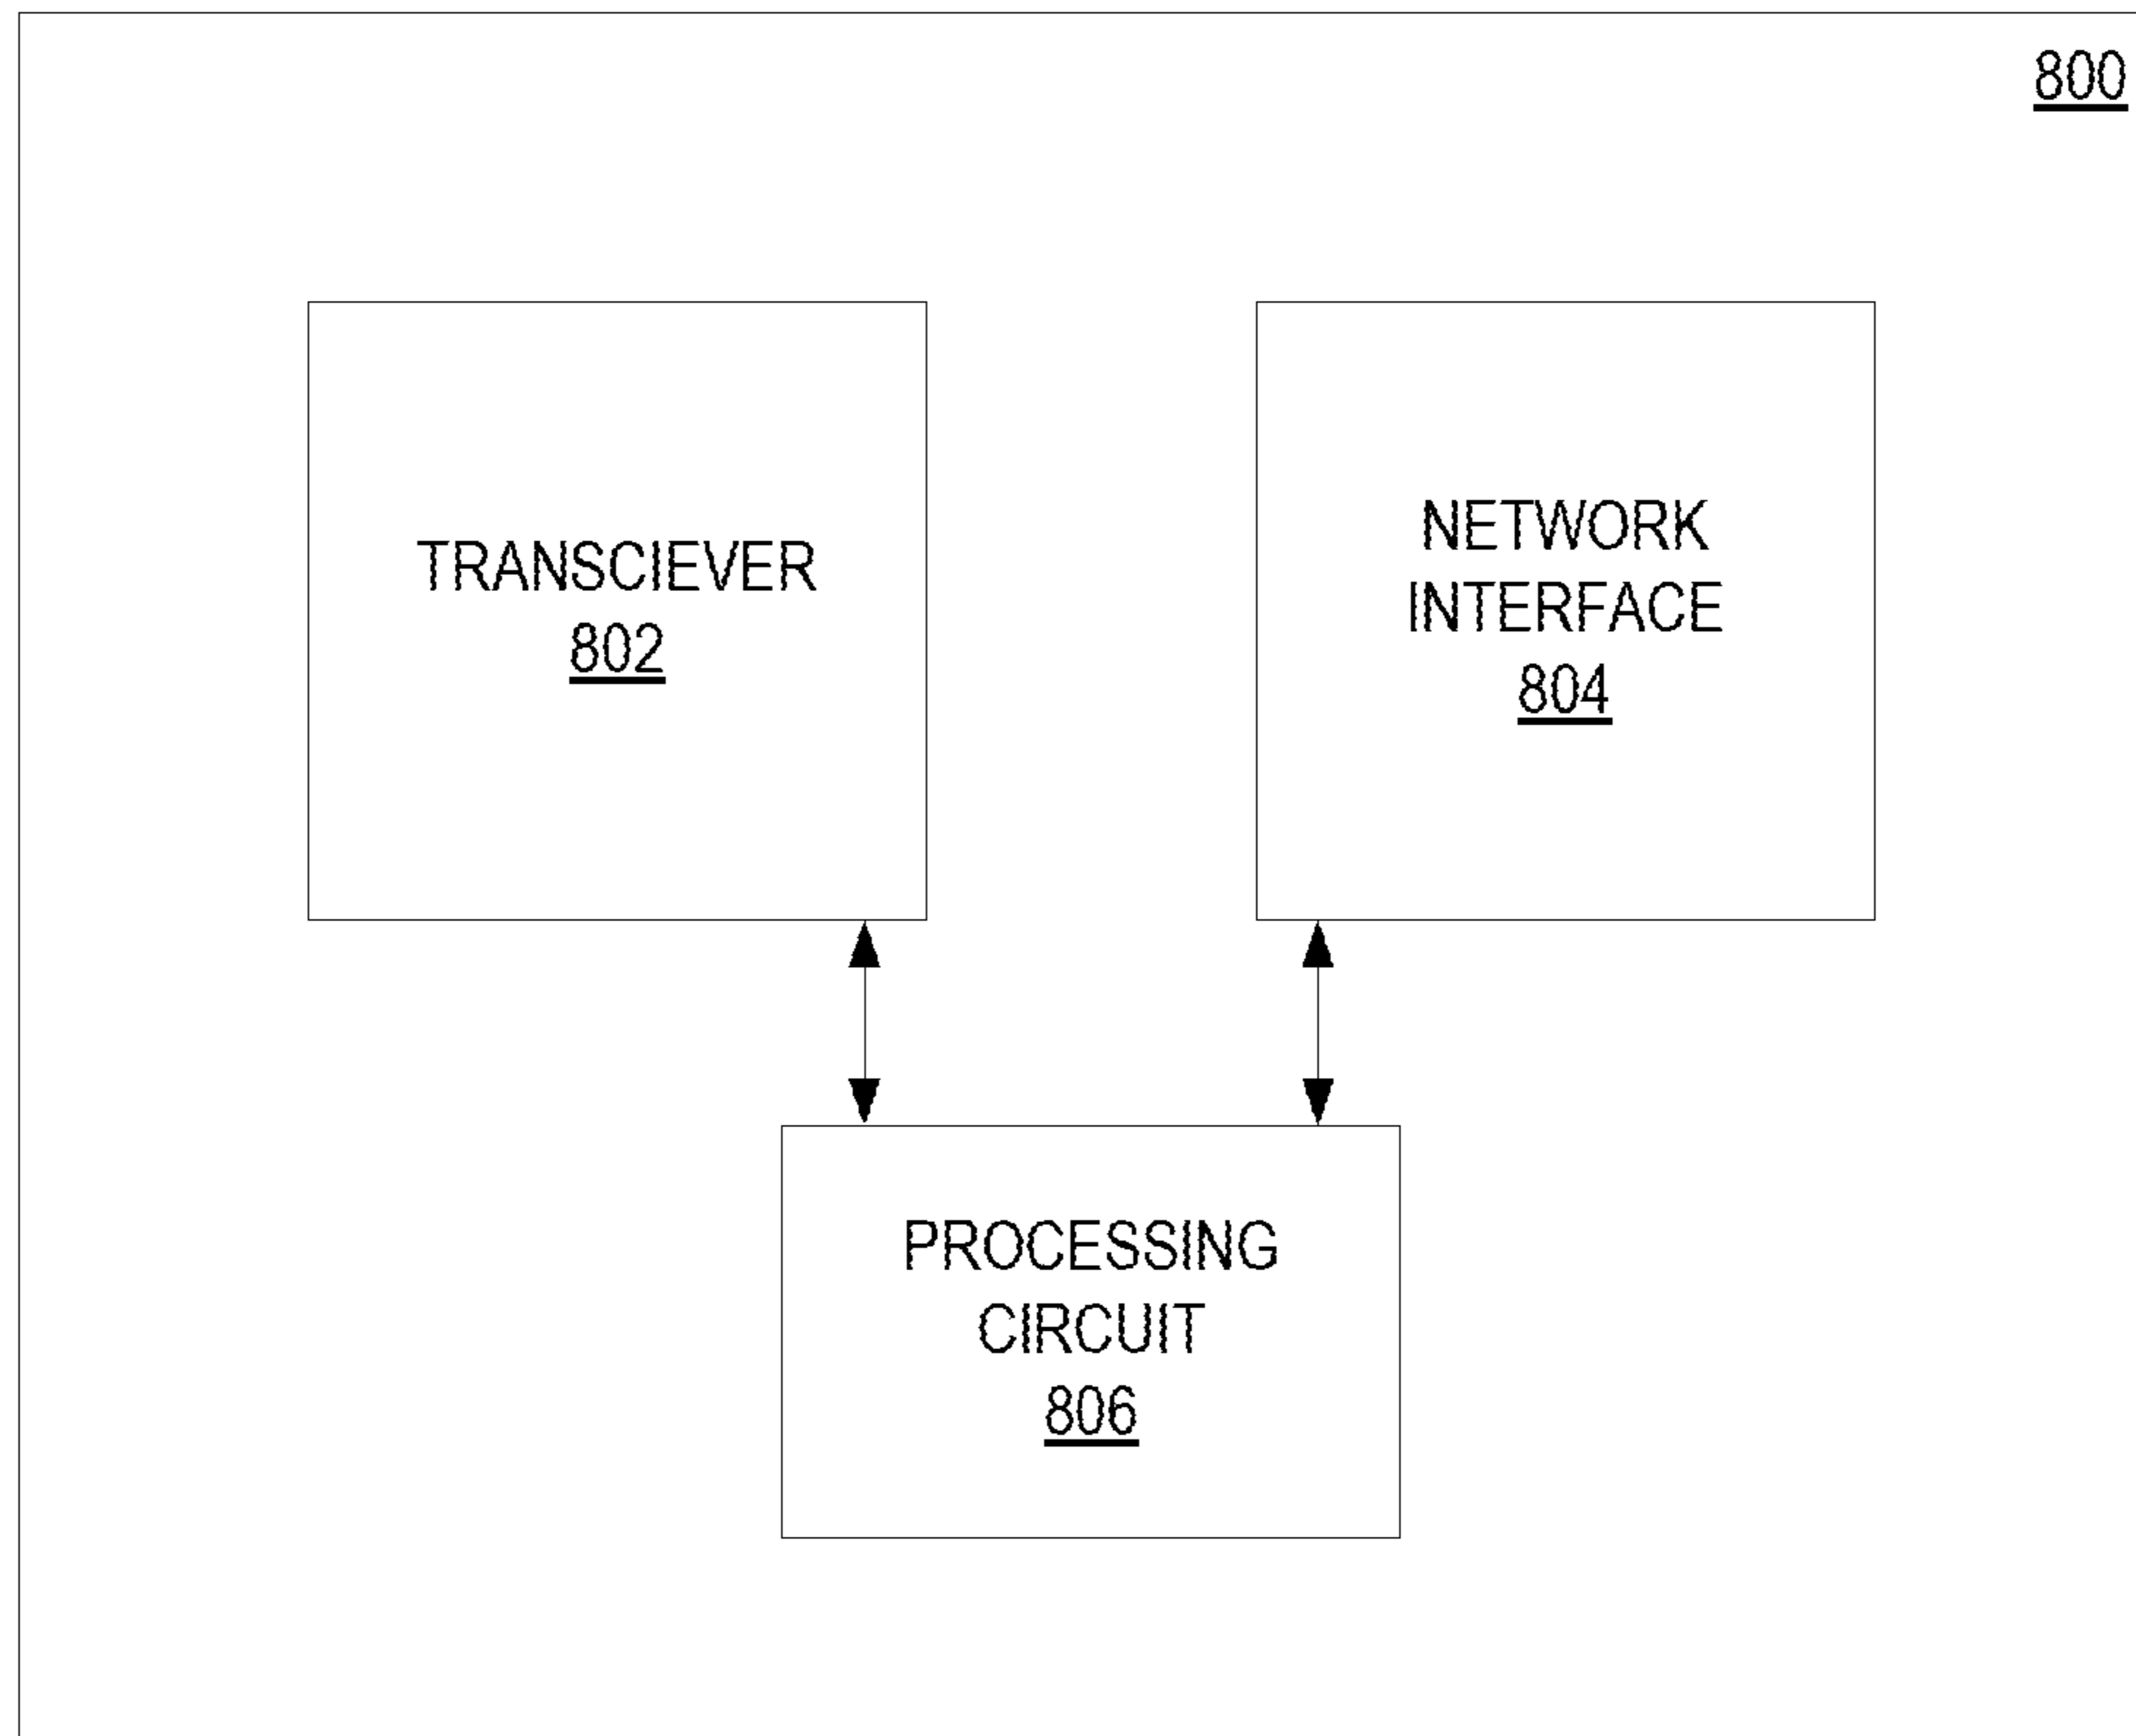 800
TRANSCIEVER
802
NETWORK
INTERFACE
804
PROCESSING
CIRCUIT
806